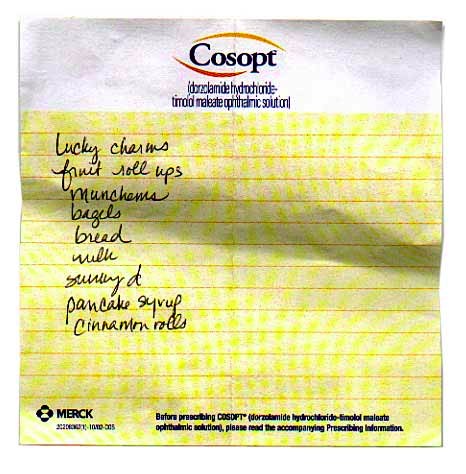 Cosopt
(dorzolamide hydrochloride-
timolol maleate ophthalmic solution)
lucky charms
fruit roll ups
munchems
bagels
bread
milk
sunny d
pancake syrup
cinnamon rolls
MERCK
Before prescribing COSOPT® (dorzolamide hydrochloride-timolol maleate
ophthalmic solution), please read the accompanying Prescribing Information.